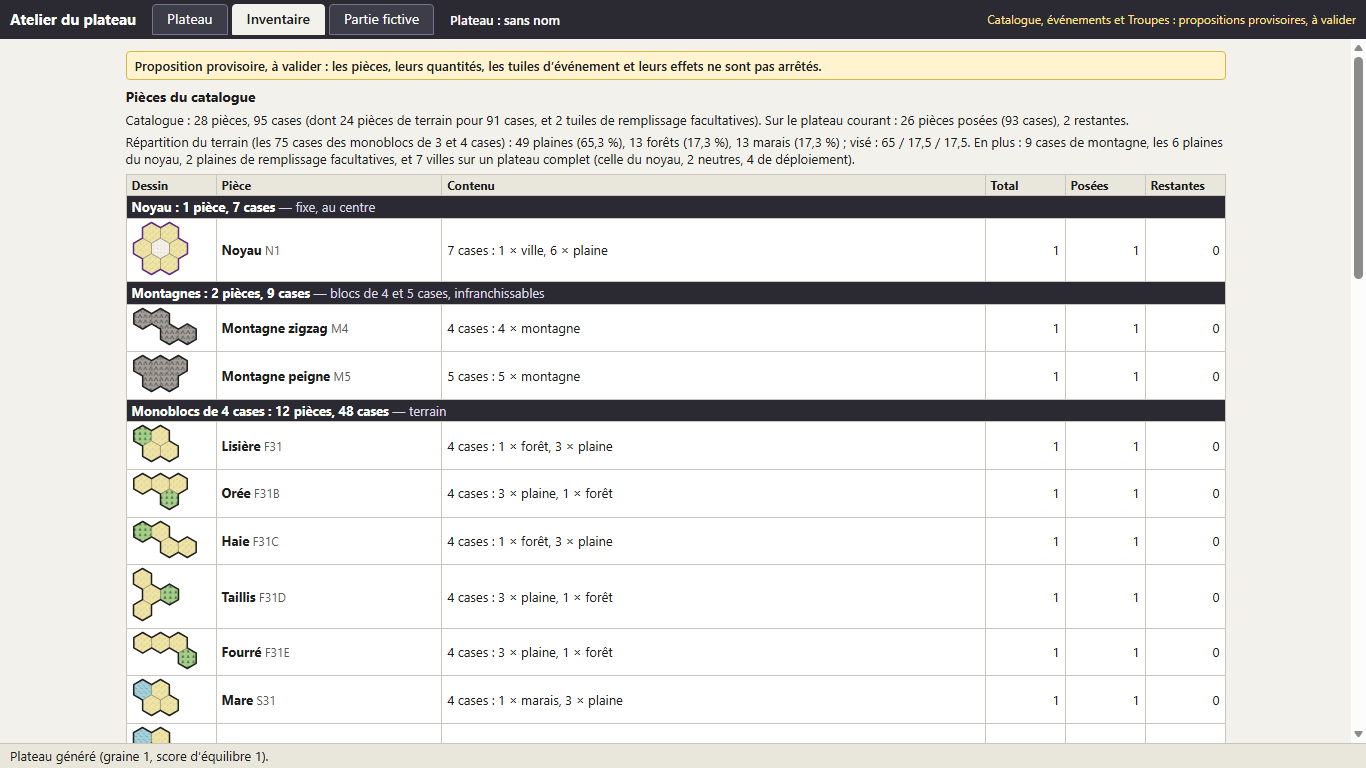 Atelier du plateau Plateau Inventaire Partie fictive Plateau : sans nom Catalogue, événements et Troupes : propositions provisoires, à valider
Proposition provisoire, à valider : les pièces, leurs quantités, les tuiles d’événement et leurs effets ne sont pas arrêtés.
Pièces du catalogue
Catalogue : 28 pièces, 95 cases (dont 24 pièces de terrain pour 91 cases, et 2 tuiles de remplissage facultatives). Sur le plateau courant : 26 pièces posées (93 cases), 2 restantes.
Répartition du terrain (les 75 cases des monoblocs de 3 et 4 cases) : 49 plaines (65,3 %), 13 forêts (17,3 %), 13 marais (17,3 %) ; visé : 65 / 17,5 / 17,5. En plus : 9 cases de montagne, les 6 plaines
du noyau, 2 plaines de remplissage facultatives, et 7 villes sur un plateau complet (celle du noyau, 2 neutres, 4 de déploiement).
Dessin Pièce Contenu Total Posées Restantes
Noyau : 1 pièce, 7 cases — fixe, au centre
Noyau N1 7 cases : 1 × ville, 6 × plaine 1 1 0
Montagnes : 2 pièces, 9 cases — blocs de 4 et 5 cases, infranchissables
Montagne zigzag M4 4 cases : 4 × montagne 1 1 0
Montagne peigne M5 5 cases : 5 × montagne 1 1 0
Monoblocs de 4 cases : 12 pièces, 48 cases — terrain
Lisière F31 4 cases : 1 × forêt, 3 × plaine 1 1 0
Orée F31B 4 cases : 3 × plaine, 1 × forêt 1 1 0
Haie F31C 4 cases : 1 × forêt, 3 × plaine 1 1 0
Taillis F31D 4 cases : 3 × plaine, 1 × forêt 1 1 0
Fourré F31E 4 cases : 3 × plaine, 1 × forêt 1 1 0
Mare S31 4 cases : 1 × marais, 3 × plaine 1 1 0
Plateau généré (graine 1, score d’équilibre 1).